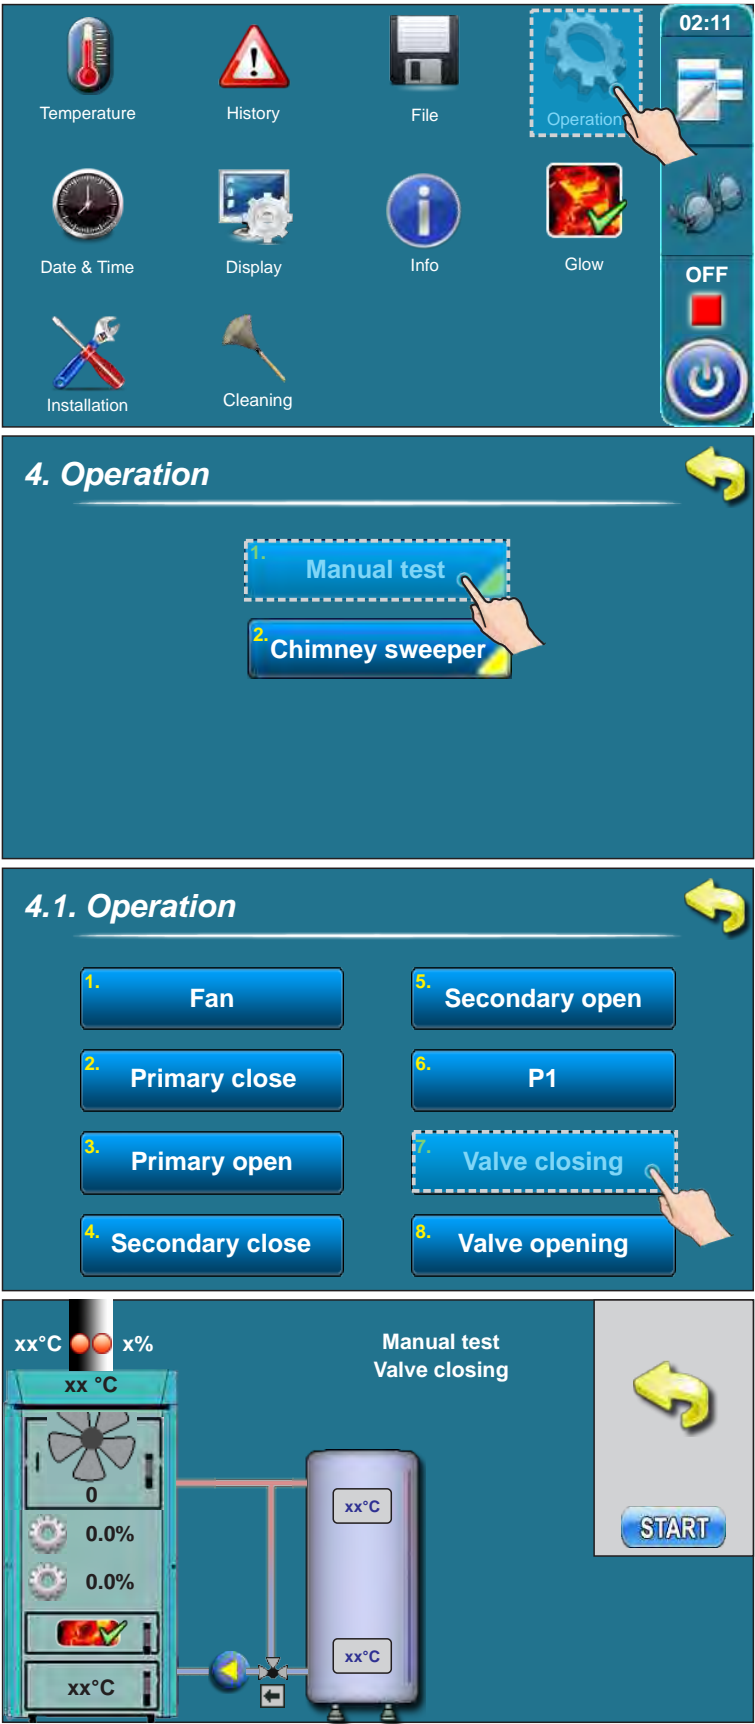 02:11
Temperature
History
File
Operation
Date & Time
Display
Info
Glow
OFF
Installation
Cleaning
4. Operation
1. Manual test
2. Chimney sweeper
4.1. Operation
1. Fan
5. Secondary open
2. Primary close
6. P1
3. Primary open
7. Valve closing
4. Secondary close
8. Valve opening
xx°C x%
Manual test
Valve closing
xx °C
0
0.0%
0.0%
xx°C
xx°C
xx°C
START